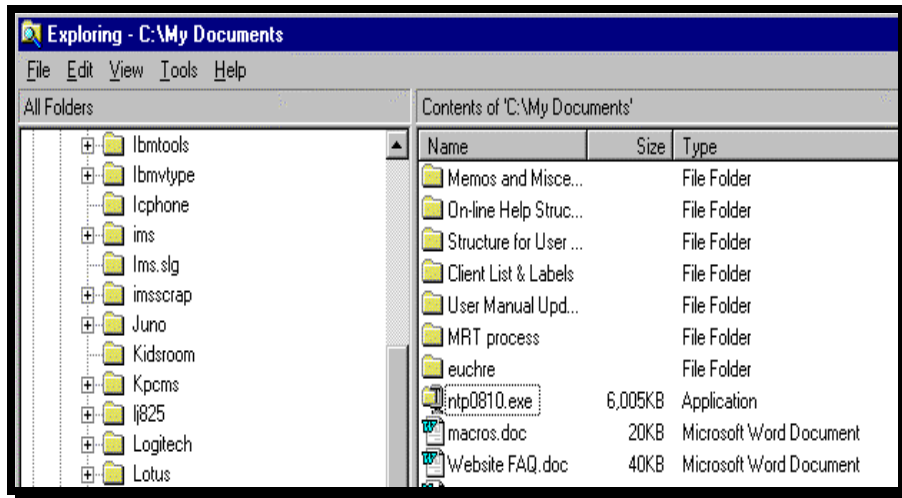 Exploring - C:\My Documents
File Edit View Tools Help
All Folders
Contents of 'C:\My Documents'
Ibmtools
Ibmvtype
Icphone
ims
Ims.slg
imsscrap
Juno
Kidsroom
Kpcms
lj825
Logitech
Lotus
Name Size Type
Memos and Misce... File Folder
On-line Help Struc... File Folder
Structure for User ... File Folder
Client List & Labels File Folder
User Manual Upd... File Folder
MRT process File Folder
euchre File Folder
ntp0810.exe 6,005KB Application
macros.doc 20KB Microsoft Word Document
Website FAQ.doc 40KB Microsoft Word Document